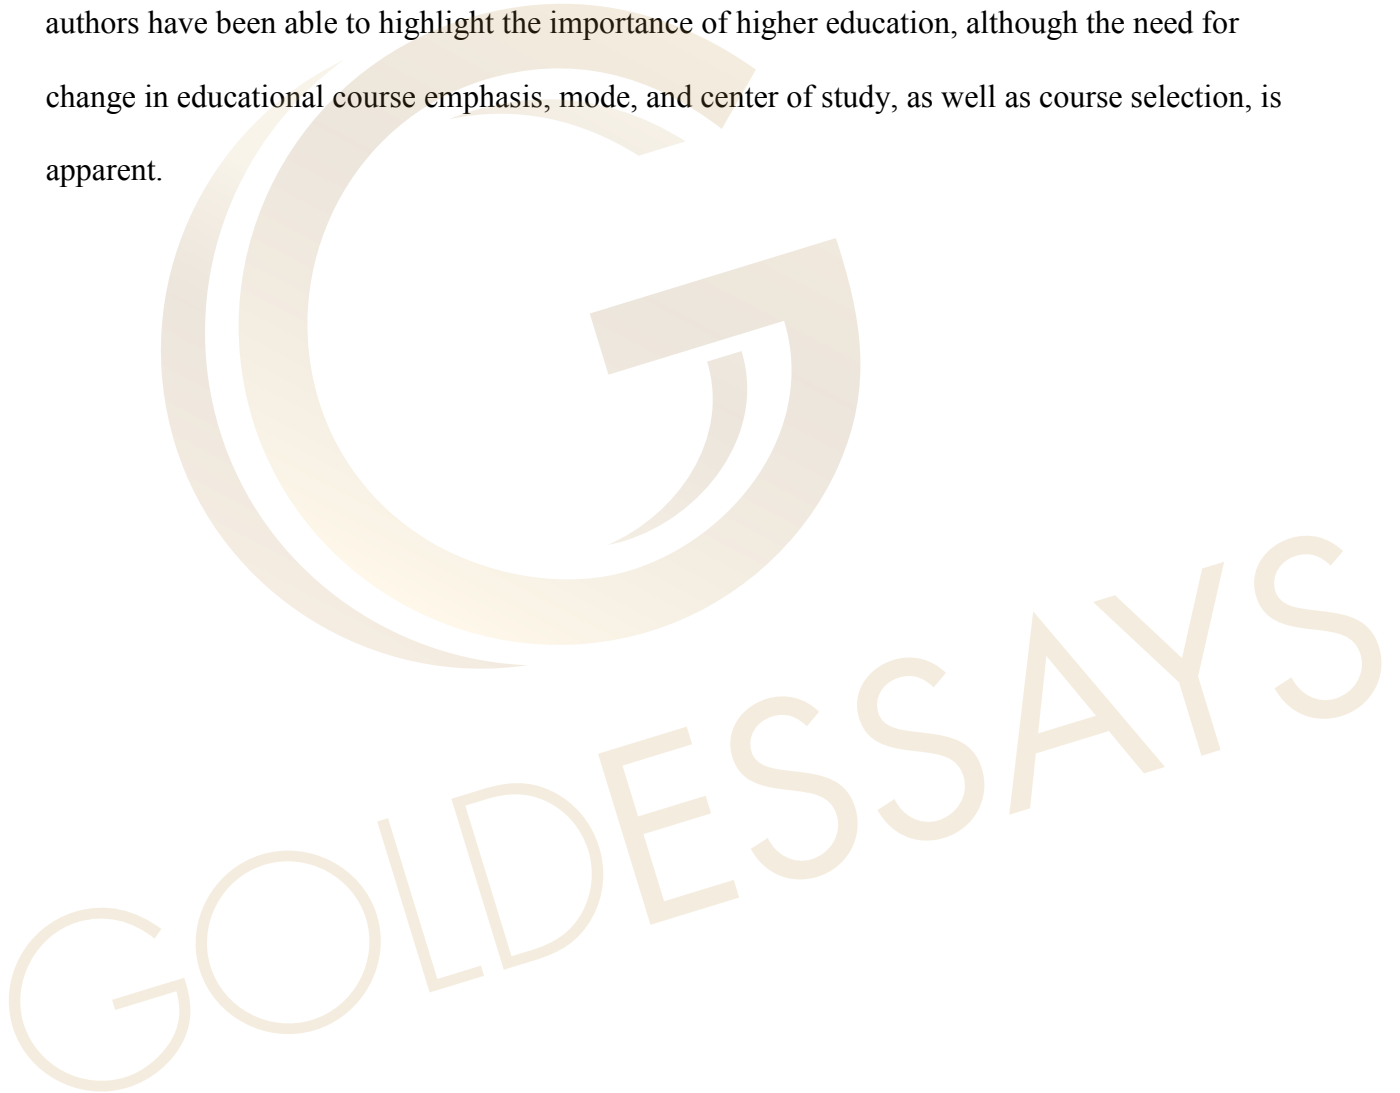 authors have been able to highlight the importance of higher education, although the need for
change in educational course emphasis, mode, and center of study, as well as course selection, is
apparent.
GOLDESSAYS